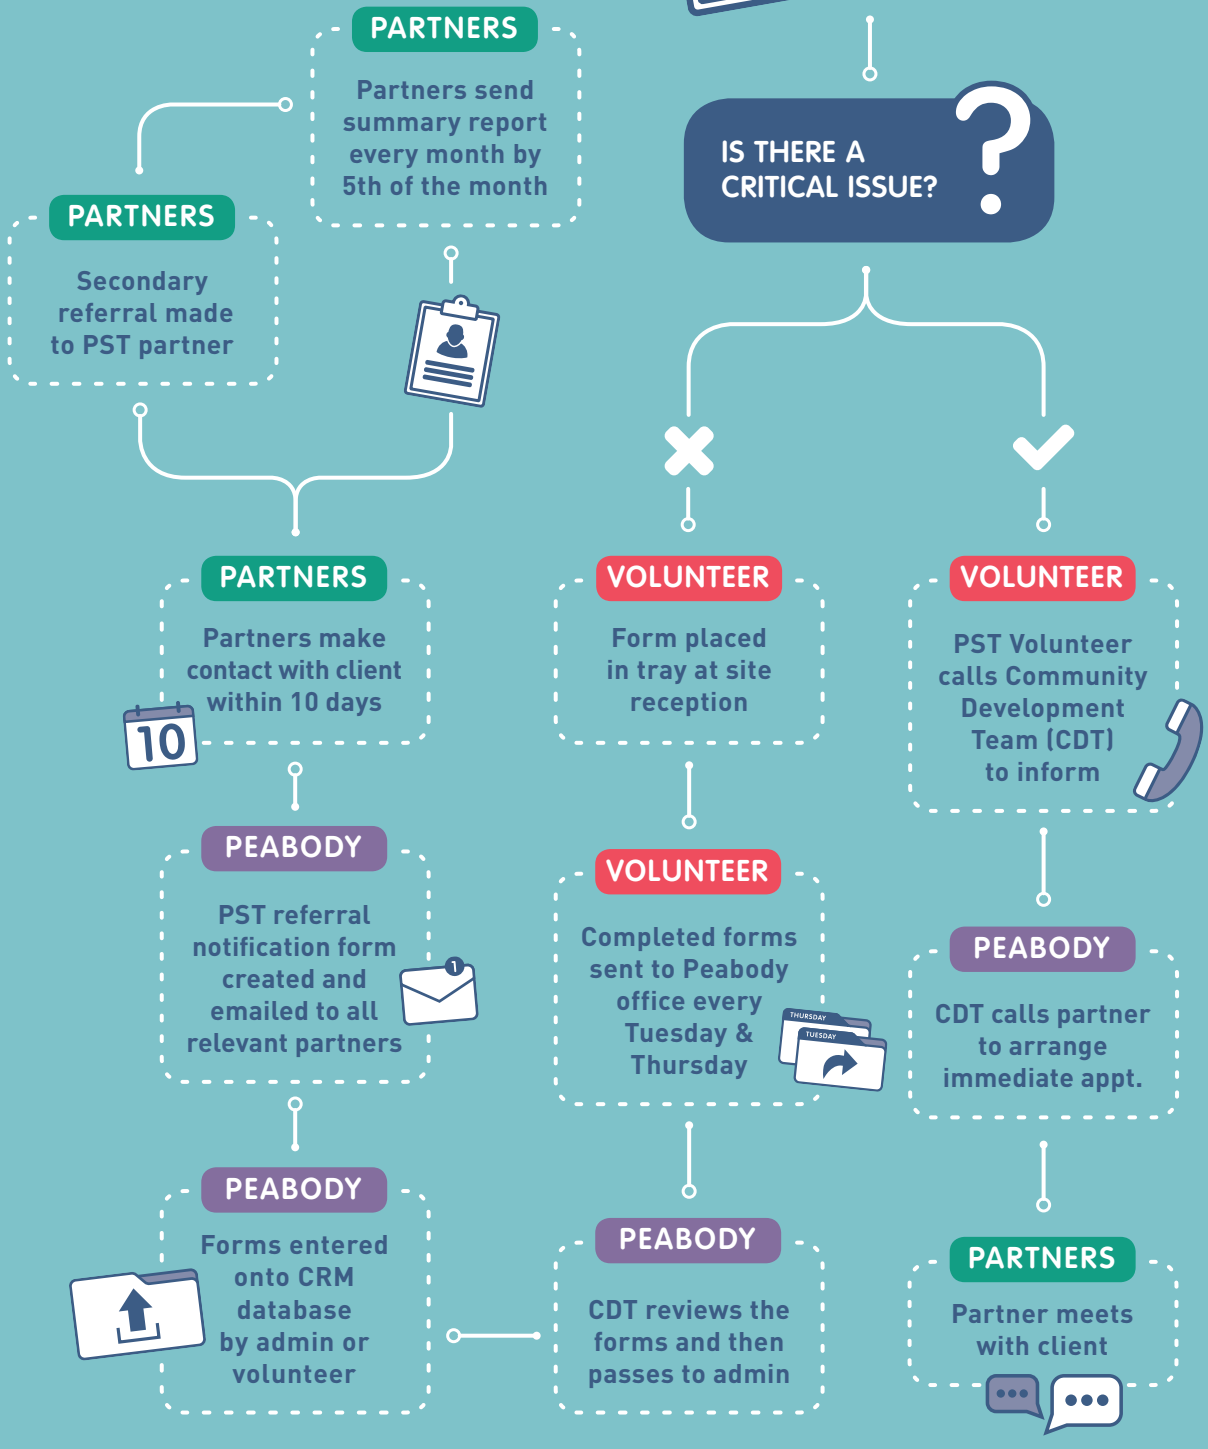 PARTNERS
Partners send
summary report
every month by
5th of the month
IS THERE A
CRITICAL ISSUE?
?
PARTNERS
Secondary
referral made
to PST partner
PARTNERS
Partners make
contact with client
within 10 days
10
PEABODY
PST referral
notification form
created and
emailed to all
relevant partners
1
PEABODY
Forms entered
onto CRM
database
by admin or
volunteer
VOLUNTEER
Form placed
in tray at site
reception
VOLUNTEER
Completed forms
sent to Peabody
office every
Tuesday &
Thursday
THURSDAY
TUESDAY
PEABODY
CDT reviews the
forms and then
passes to admin
VOLUNTEER
PST Volunteer
calls Community
Development
Team (CDT)
to inform
PEABODY
CDT calls partner
to arrange
immediate appt.
PARTNERS
Partner meets
with client